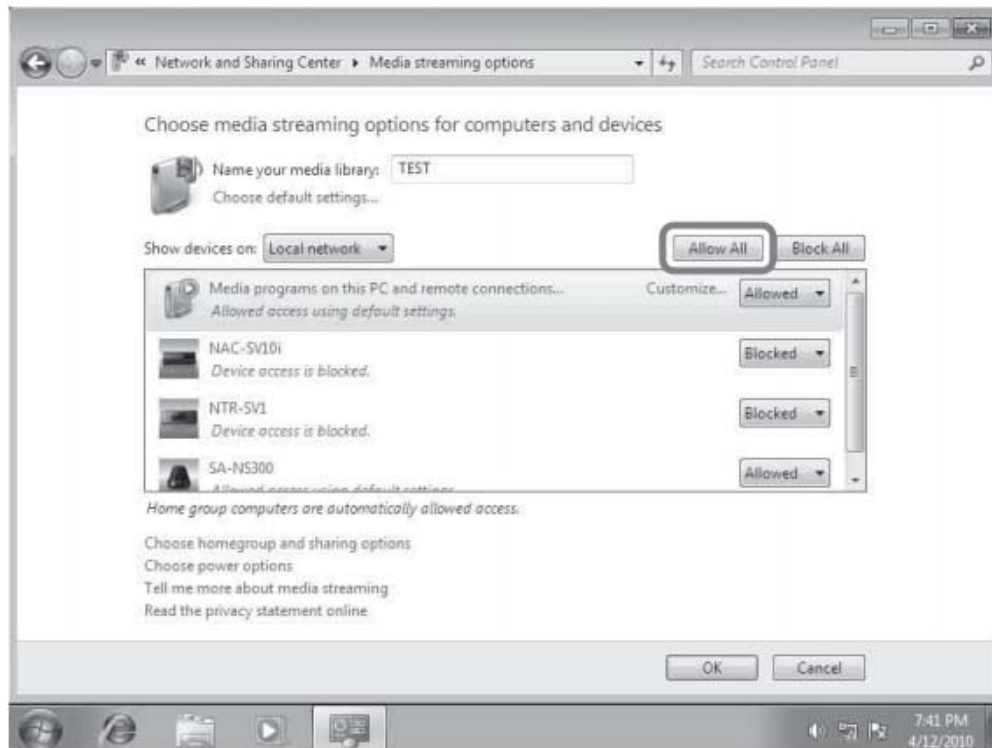 « Network and Sharing Center ▸ Media streaming options
Search Control Panel
Choose media streaming options for computers and devices
Name your media library: TEST
Choose default settings...
Show devices on: Local network
Allow All
Block All
Media programs on this PC and remote connections...
Customize...
Allowed
Allowed access using default settings.
NAC-SV10i
Device access is blocked.
Blocked
NTR-SV1
Device access is blocked.
Blocked
SA-NS300
Allowed access using default settings.
Allowed
Home group computers are automatically allowed access.
Choose homegroup and sharing options
Choose power options
Tell me more about media streaming
Read the privacy statement online
OK
Cancel
7:41 PM
4/12/2010